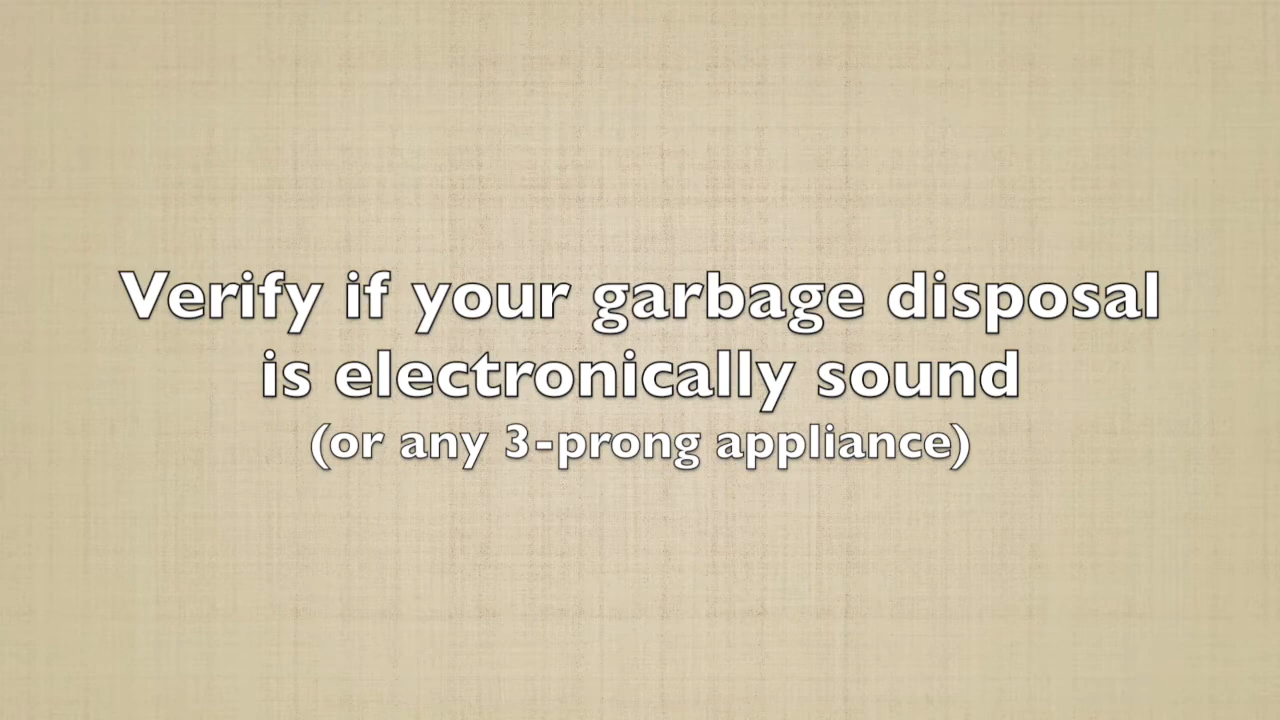 Verify if your garbage disposal
is electronically sound
(or any 3-prong appliance)